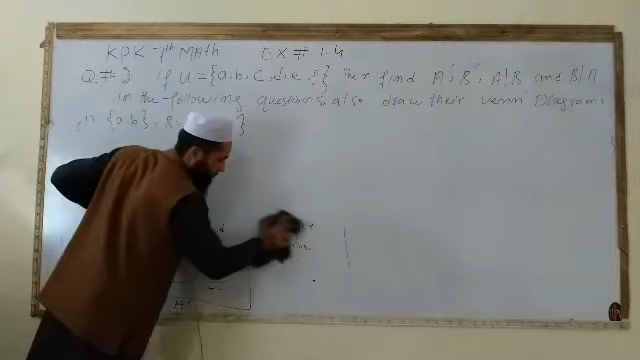 KPK 7th MATH EX # 1.4
Q # 3 if U = {a, b, c, d, e, f} Then find A', B', A\B and B\A
in the following questions also draw their venn Diagrams
(i) {a, b}, B = }